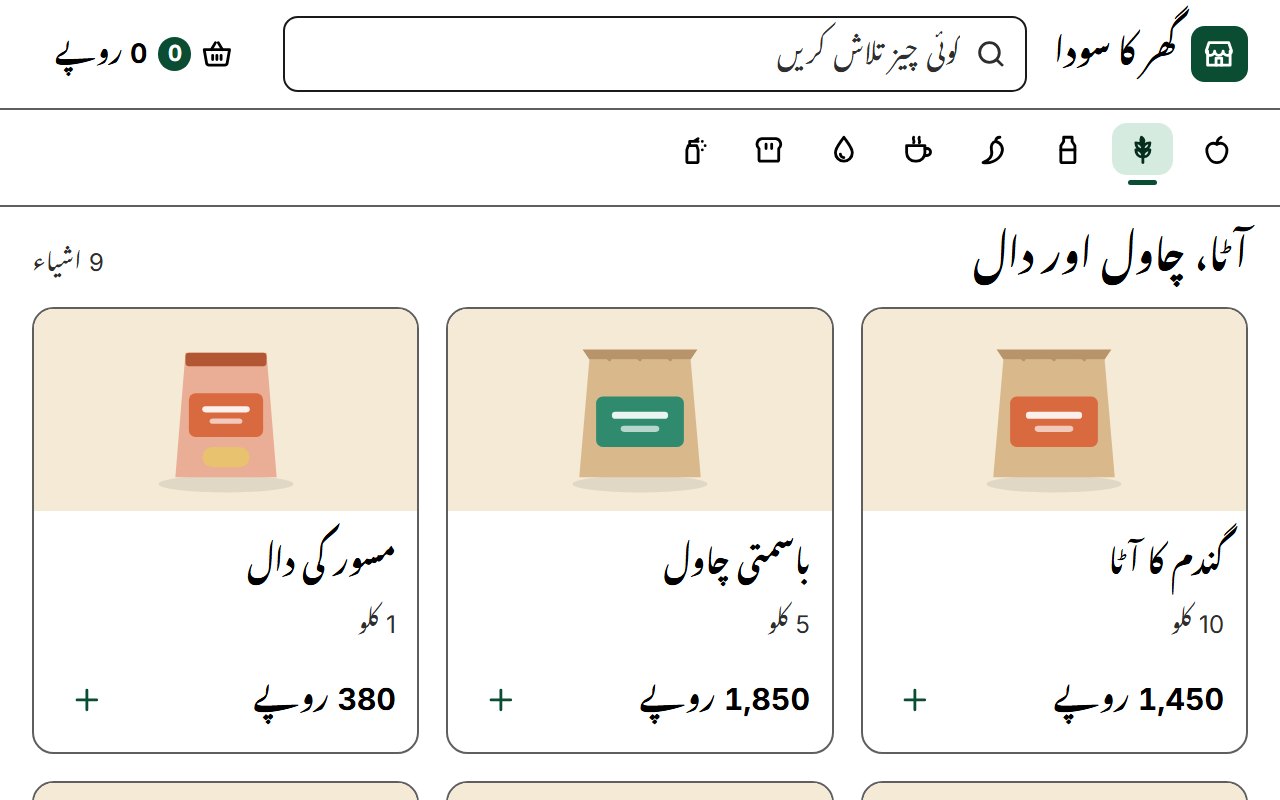 گھر کا سودا
کوئی چیز تلاش کریں
0
0 روپے
آٹا، چاول اور دال
9 اشیاء
گندم کا آٹا
10 کلو
1,450 روپے
باسمتی چاول
5 کلو
1,850 روپے
مسور کی دال
1 کلو
380 روپے